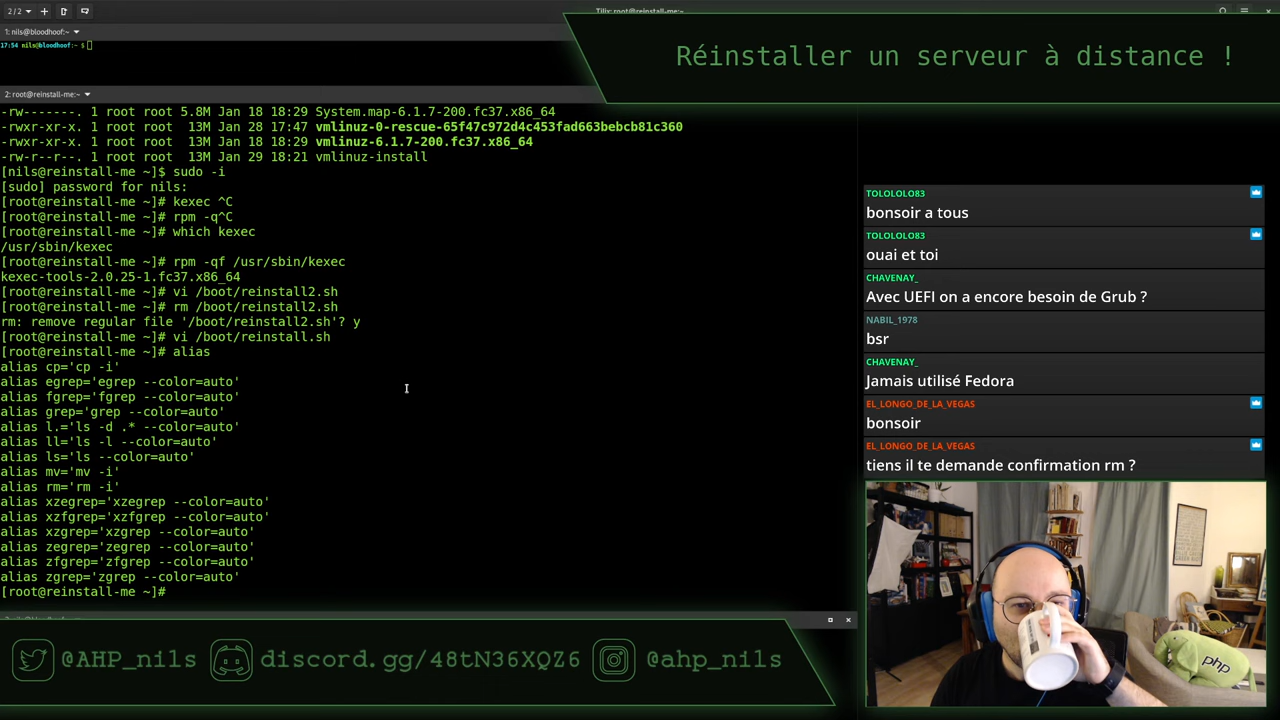 2 / 2
Tilix: root@reinstall-me:~
1: nils@bloodhoof:~
17:54 nils@bloodhoof:~ $
Réinstaller un serveur à distance !
2: root@reinstall-me:~
-rw-------. 1 root root 5.8M Jan 18 18:29 System.map-6.1.7-200.fc37.x86_64
-rwxr-xr-x. 1 root root  13M Jan 28 17:47 vmlinuz-0-rescue-65f47c972d4c453fad663bebcb81c360
-rwxr-xr-x. 1 root root  13M Jan 18 18:29 vmlinuz-6.1.7-200.fc37.x86_64
-rw-r--r--. 1 root root  13M Jan 29 18:21 vmlinuz-install
[nils@reinstall-me ~]$ sudo -i
[sudo] password for nils:
[root@reinstall-me ~]# kexec ^C
[root@reinstall-me ~]# rpm -q^C
[root@reinstall-me ~]# which kexec
/usr/sbin/kexec
[root@reinstall-me ~]# rpm -qf /usr/sbin/kexec
kexec-tools-2.0.25-1.fc37.x86_64
[root@reinstall-me ~]# vi /boot/reinstall2.sh
[root@reinstall-me ~]# rm /boot/reinstall2.sh
rm: remove regular file '/boot/reinstall2.sh'? y
[root@reinstall-me ~]# vi /boot/reinstall.sh
[root@reinstall-me ~]# alias
alias cp='cp -i'
alias egrep='egrep --color=auto'
alias fgrep='fgrep --color=auto'
alias grep='grep --color=auto'
alias l.='ls -d .* --color=auto'
alias ll='ls -l --color=auto'
alias ls='ls --color=auto'
alias mv='mv -i'
alias rm='rm -i'
alias xzegrep='xzegrep --color=auto'
alias xzfgrep='xzfgrep --color=auto'
alias xzgrep='xzgrep --color=auto'
alias zegrep='zegrep --color=auto'
alias zfgrep='zfgrep --color=auto'
alias zgrep='zgrep --color=auto'
[root@reinstall-me ~]#
TOLOLOLO83
bonsoir a tous
TOLOLOLO83
ouai et toi
CHAVENAY_
Avec UEFI on a encore besoin de Grub ?
NABIL_1978
bsr
CHAVENAY_
Jamais utilisé Fedora
EL_LONGO_DE_LA_VEGAS
bonsoir
EL_LONGO_DE_LA_VEGAS
tiens il te demande confirmation rm ?
php
@AHP_nils discord.gg/48tN36XQZ6 @ahp_nils